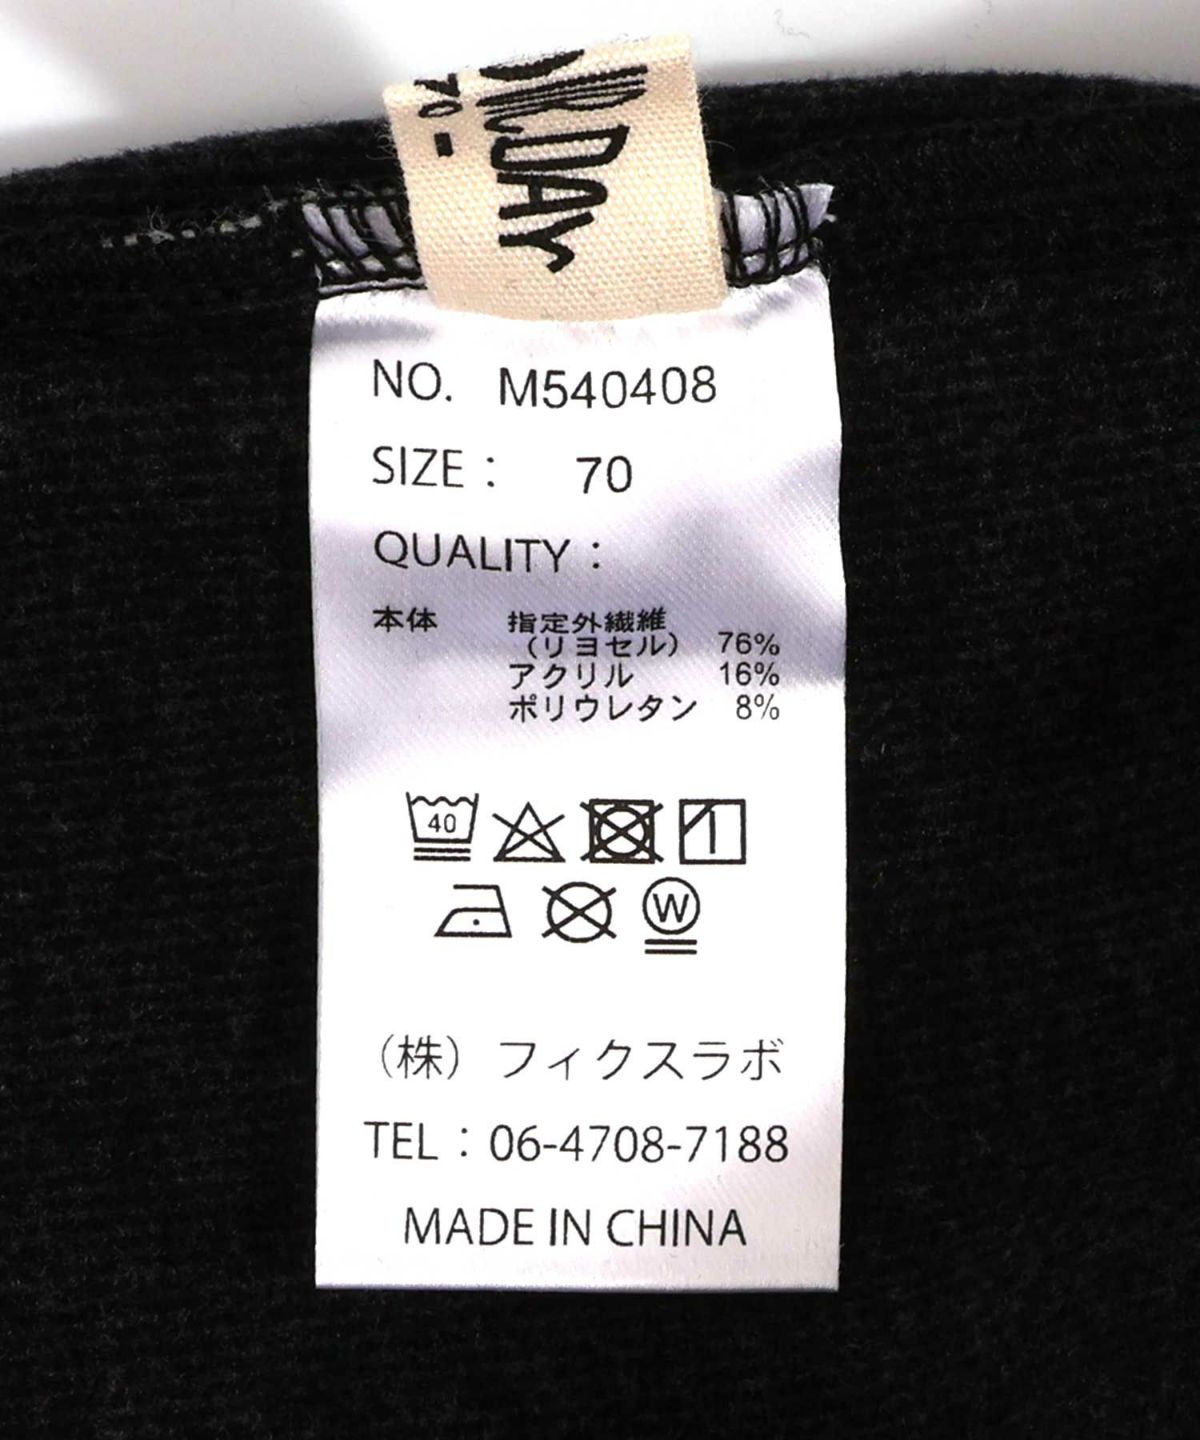 70
-
NO. M540408
SIZE : 70
QUALITY :
本体 指定外繊維
(リヨセル) 76%
アクリル 16%
ポリウレタン 8%
40
W
(株) フィクスラボ
TEL : 06-4708-7188
MADE IN CHINA